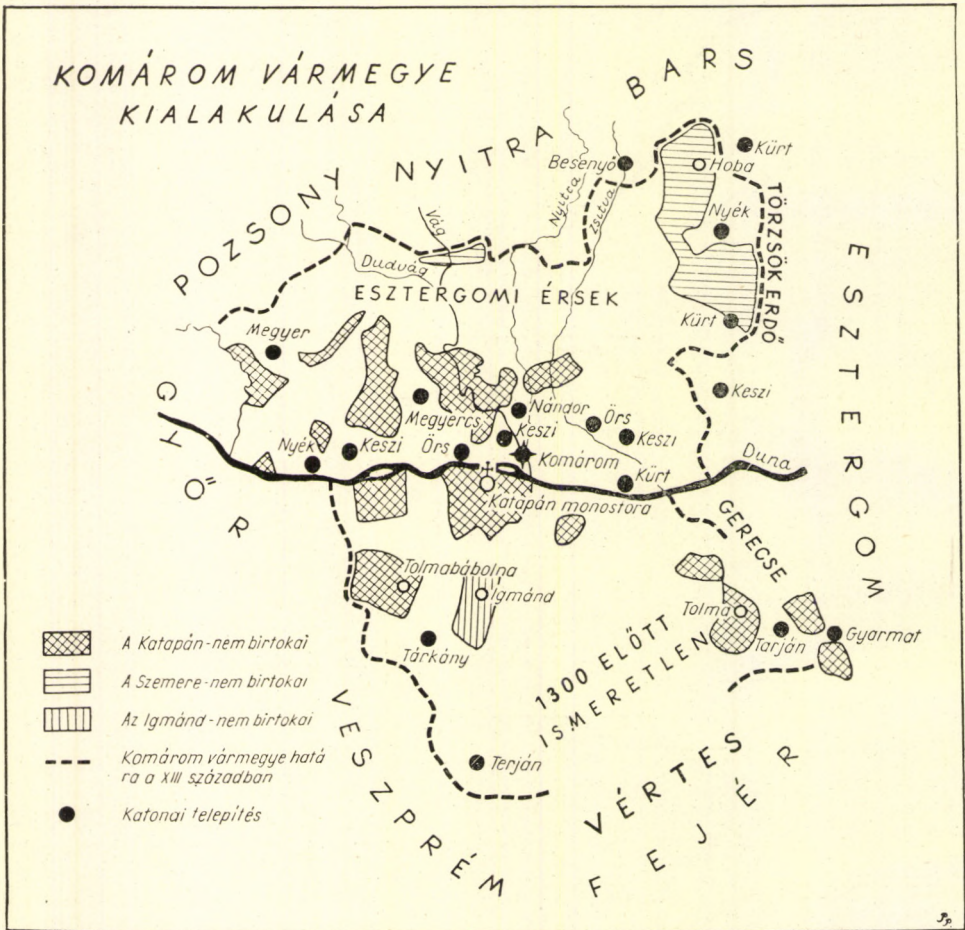 KOMÁROM VÁRMEGYE
KIALAKULÁSA
BARS
NYITRA
POZSONY
Kürt
Besenyő
Hoba
Nyitra
Zsitva
Vág
Nyék
TÖRZSÖK ERDŐ
Dudvág
ESZTERGOMI ÉRSEK
ESZTERGOM
Megyer
Kürt
Keszi
Megyercs
Nándor
Örs
GYŐR
Nyék
Keszi
Örs
Keszi
Keszi
Komárom
Duna
Kürt
Katapán monostora
GERECSE
Tolmabábolna
Igmánd
Tolma
Tarján
Gyarmat
Tárkány
1300 ELŐTT
ISMERETLEN
Terján
VÉRTES
VESZPRÉM
FEJÉR
A Katapán-nem birtokai
A Szemere-nem birtokai
Az Igmánd-nem birtokai
Komárom vármegye hatá
ra a XIII században
Katonai telepítés